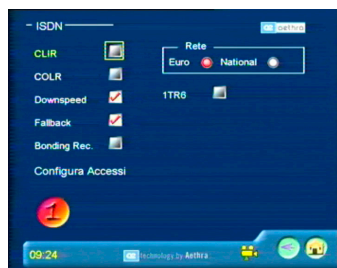 ISDN
aethra
CLIR
COLR
Downspeed
Fallback
Bonding Rec.
Configura Accessi
Rete
Euro
National
1TR6
1
09:24
technology by Aethra